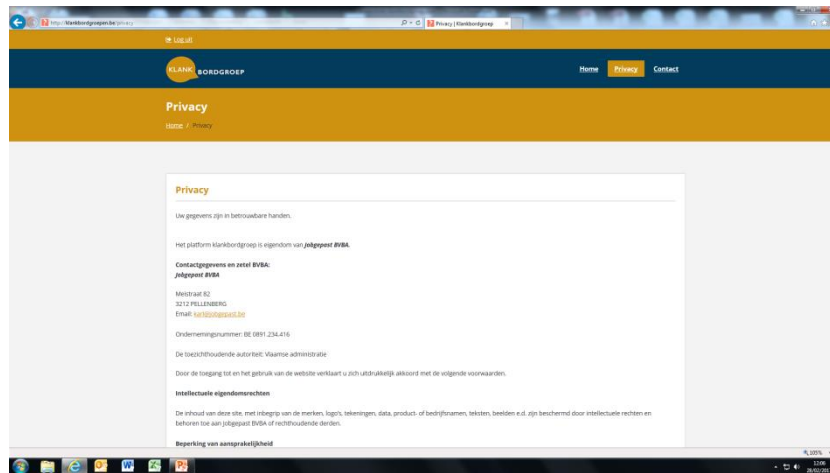 http://klankbordgroepen.be/privacy
Privacy | Klankbordgroep
Log uit
KLANK BORDGROEP
Home Privacy Contact
Privacy
Home / Privacy
Privacy
Uw gegevens zijn in betrouwbare handen.
Het platform klankbordgroep is eigendom van Jobgepast BVBA.
Contactgegevens en zetel BVBA:
Jobgepast BVBA
3212 PELLENBERG
Email: karl@jobgepast.be
Ondernemingsnummer: BE 0891.234.416
De toezichthoudende autoriteit: Vlaamse administratie
Door de toegang tot en het gebruik van de website verklaart u zich uitdrukkelijk akkoord met de volgende voorwaarden.
Intellectuele eigendomsrechten
De inhoud van deze site, met inbegrip van de merken, logo's, tekeningen, data, product- of bedrijfsnamen, teksten, beelden e.d. zijn beschermd door intellectuele rechten en
behoren toe aan Jobgepast BVBA of rechthoudende derden.
Beperking van aansprakelijkheid
105%
12:06